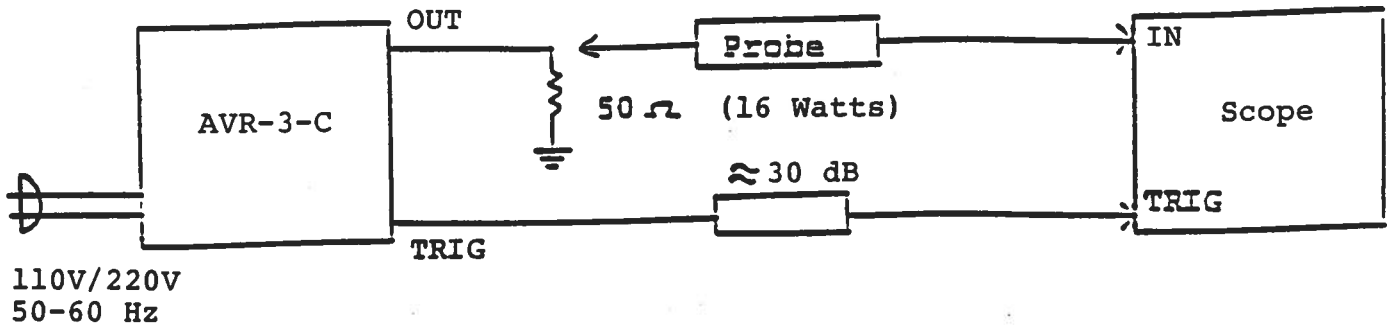 OUT
Probe
IN
AVR-3-C
50 Ω (16 Watts)
Scope
≈ 30 dB
TRIG
TRIG
110V/220V
50-60 Hz